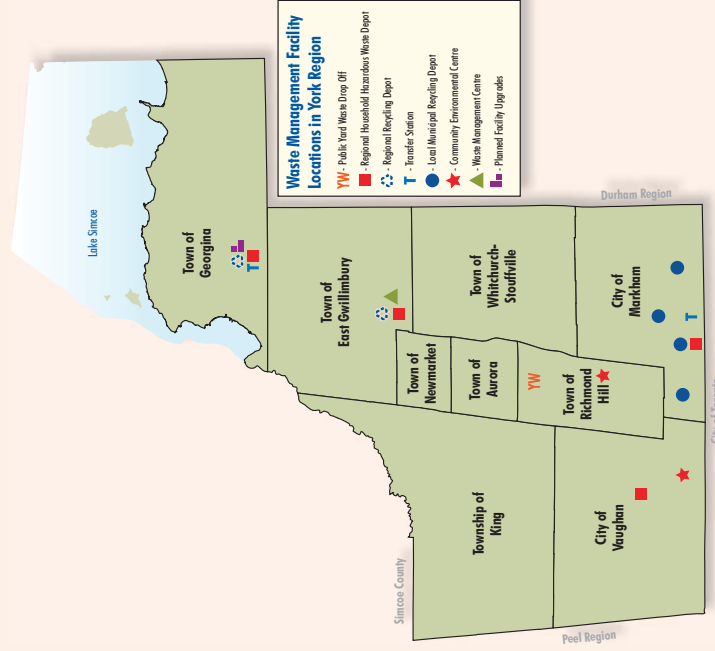 Waste Management Facility
Locations in York Region
YW - Public Yard Waste Drop Off
- Regional Household Hazardous Waste Depot
- Regional Recycling Depot
T - Transfer Station
- Local Municipal Recycling Depot
- Community Environmental Centre
- Waste Management Centre
- Planned Facility Upgrades
Lake Simcoe
Town of
Georgina
T
Town of
East Gwillimbury
Town of
Newmarket
Town of
Whitchurch-
Stouffville
Town of
Aurora
YW
Town of
Richmond
Hill
City of
Markham
T
Township of
King
City of
Vaughan
Simcoe County
Durham Region
Peel Region